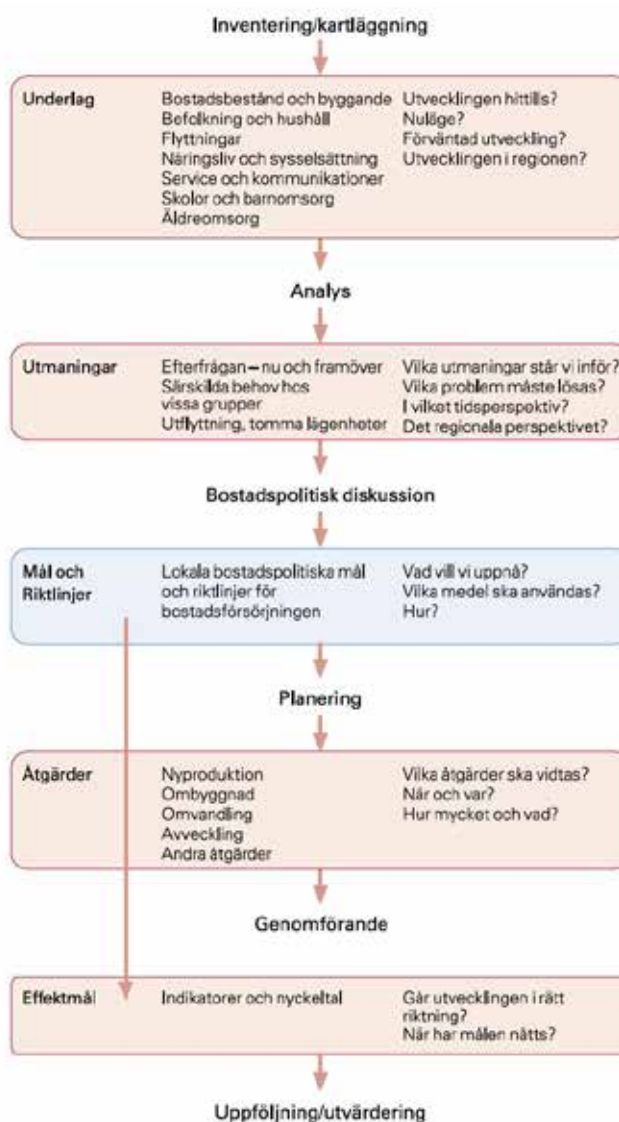 Inventering/kartläggning
Underlag
Bostadsbestånd och byggande
Befolkning och hushåll
Flyttningar
Näringsliv och sysselsättning
Service och kommunikationer
Skolor och barnomsorg
Äldreomsorg
Utvecklingen hittills?
Nuläge?
Förväntad utveckling?
Utvecklingen i regionen?
Analys
Utmaningar
Efterfrågan – nu och framöver
Särskilda behov hos
vissa grupper
Utflyttning, tomma lägenheter
Vilka utmaningar står vi inför?
Vilka problem måste lösas?
I vilket tidsperspektiv?
Det regionala perspektivet?
Bostadspolitisk diskussion
Mål och
Riktlinjer
Lokala bostadspolitiska mål
och riktlinjer för
bostadsförsörjningen
Vad vill vi uppnå?
Vilka medel ska användas?
Hur?
Planering
Åtgärder
Nyproduktion
Ombyggnad
Omvandling
Avveckling
Andra åtgärder
Vilka åtgärder ska vidtas?
När och var?
Hur mycket och vad?
Genomförande
Effektmål
Indikatorer och nyckeltal
Går utvecklingen i rätt
riktning?
När har målen nåtts?
Uppföljning/utvärdering